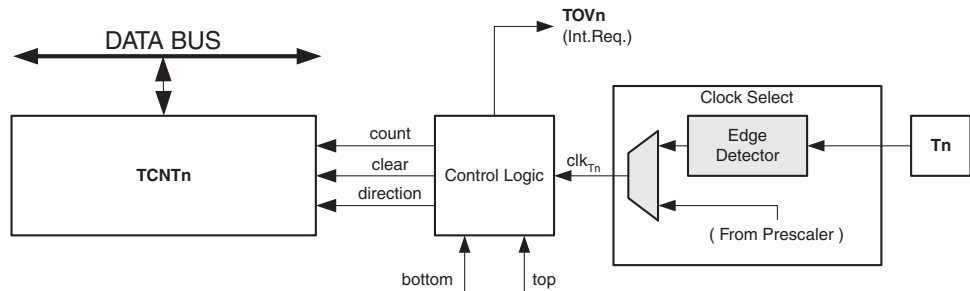 TOVn
(Int.Req.)
DATA BUS
Clock Select
count
clear
direction
TCNTn
Control Logic
clkTn
Edge
Detector
Tn
( From Prescaler )
bottom
top